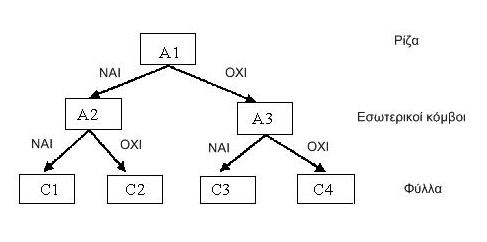 A1 Ρίζα
ΝΑΙ ΟΧΙ
A2 A3 Εσωτερικοί κόμβοι
ΝΑΙ ΟΧΙ ΝΑΙ ΟΧΙ
C1 C2 C3 C4 Φύλλα